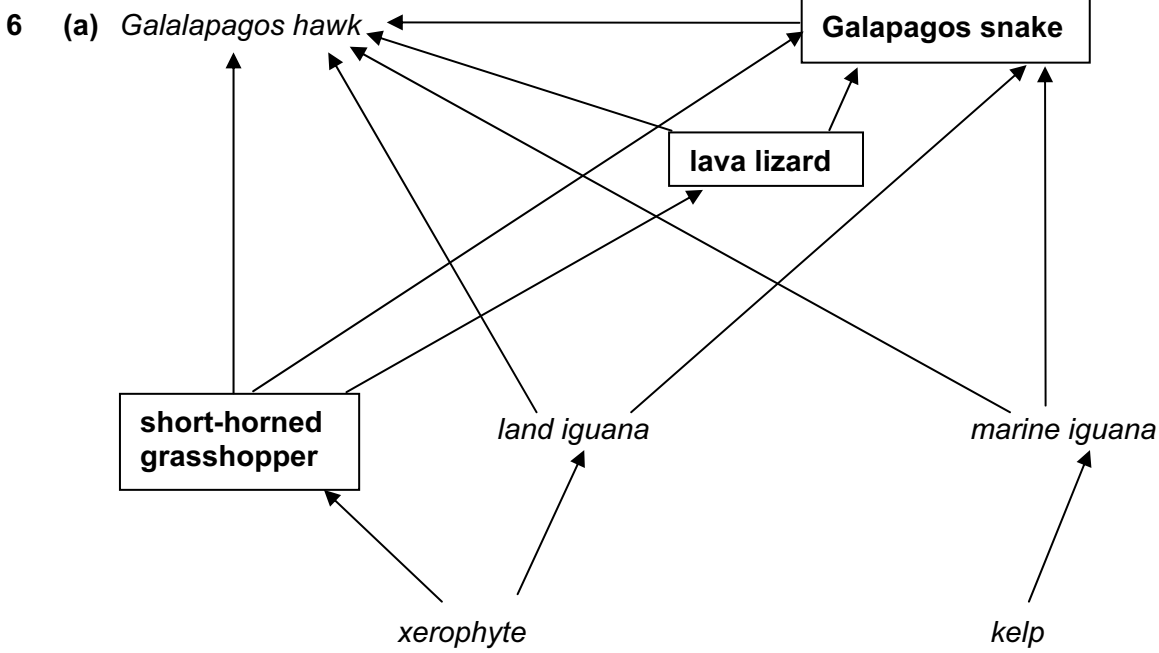 6 (a) Galalapagos hawk
Galapagos snake
lava lizard
short-horned
grasshopper
land iguana
marine iguana
xerophyte
kelp